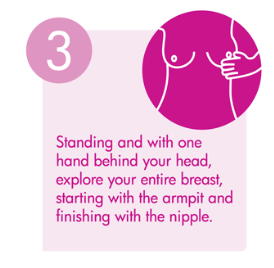 3
Standing and with one
hand behind your head,
explore your entire breast,
starting with the armpit and
finishing with the nipple.